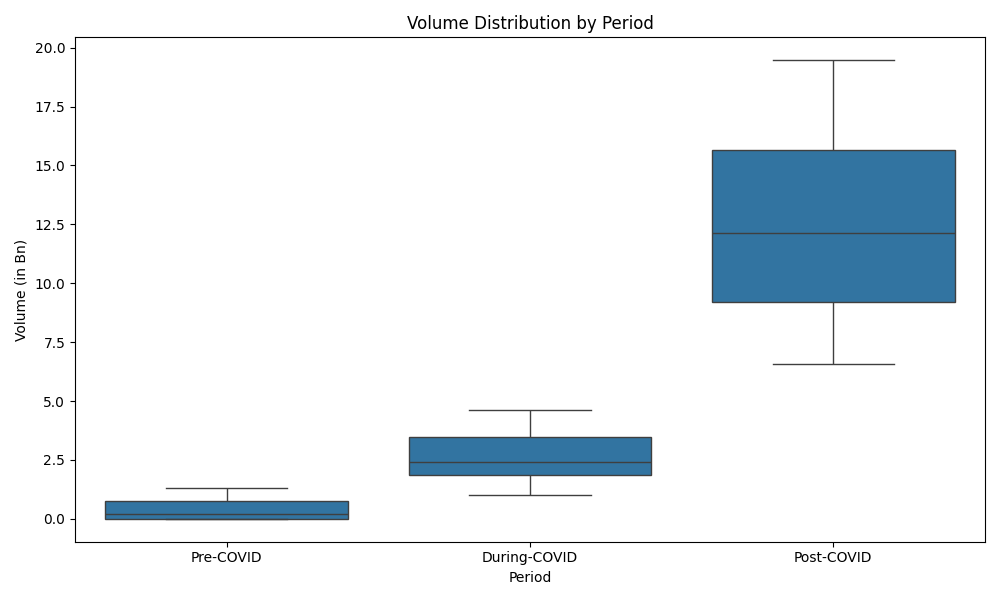 Volume Distribution by Period
Volume (in Bn)
20.0
17.5
15.0
12.5
10.0
7.5
5.0
2.5
0.0
Pre-COVID
During-COVID
Post-COVID
Period